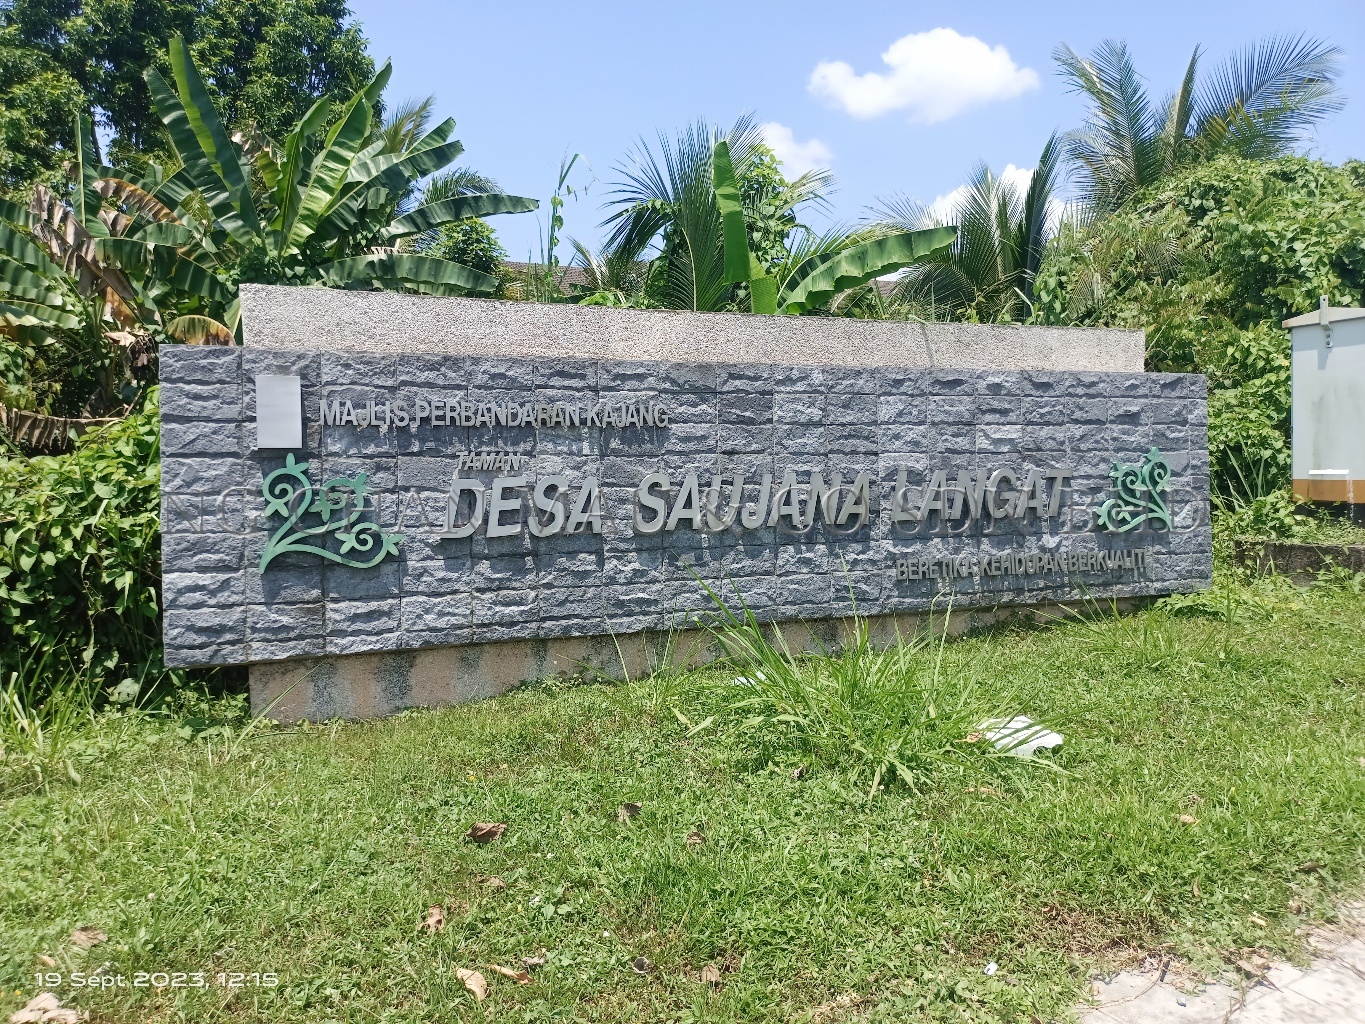 MAJLIS PERBANDARAN KAJANG
TAMAN
DESA SAUJANA LANGAT
BERETIKA KEHIDUPAN BERKUALITI
19 Sept 2023, 12:15